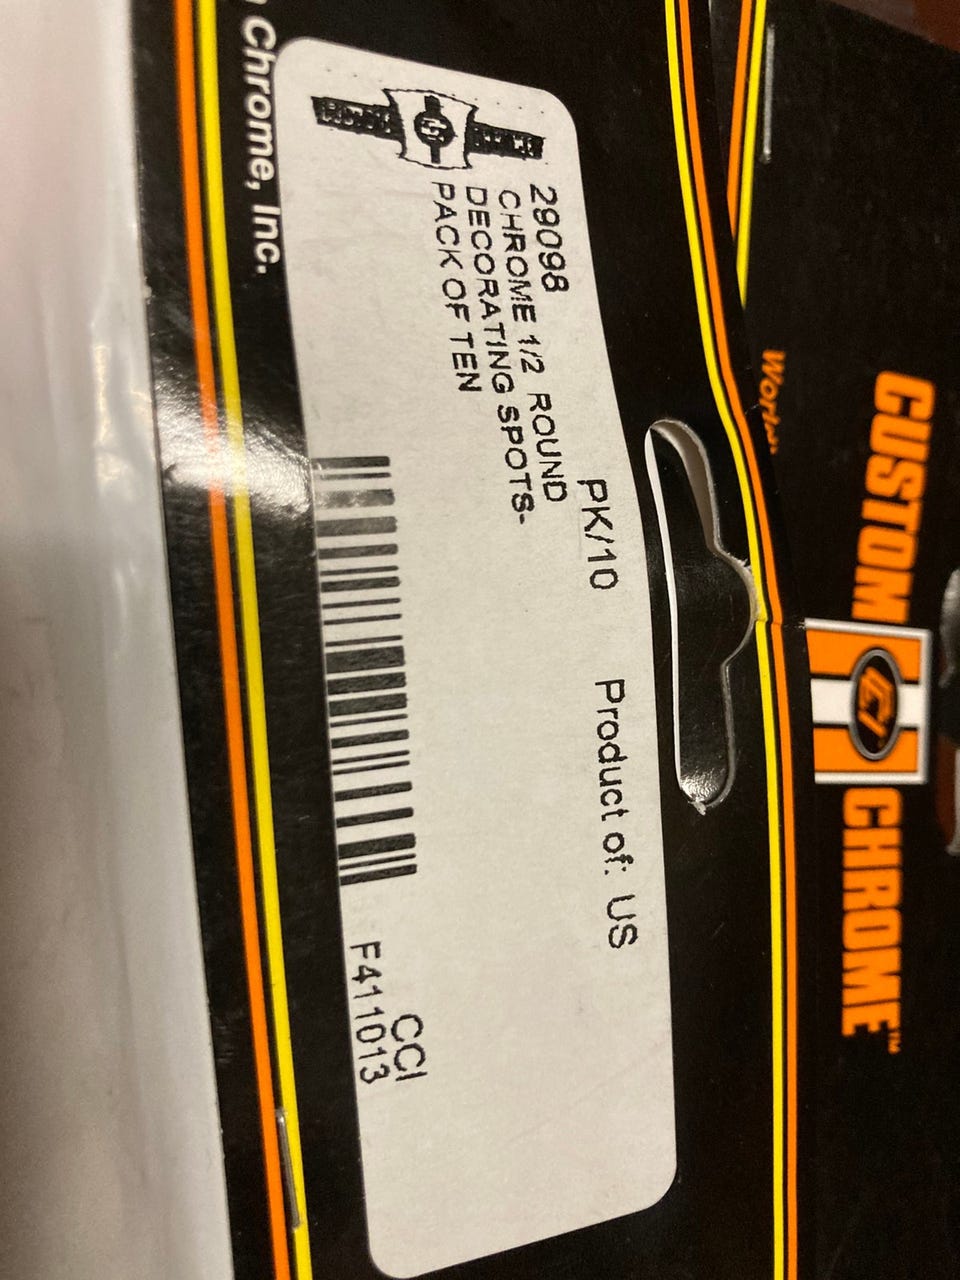 CUSTOM CHROME™
Chrome, Inc.
PK/10 Product of: US
29098
CHROME 1/2 ROUND
DECORATING SPOTS-
PACK OF TEN
CCI
F411013